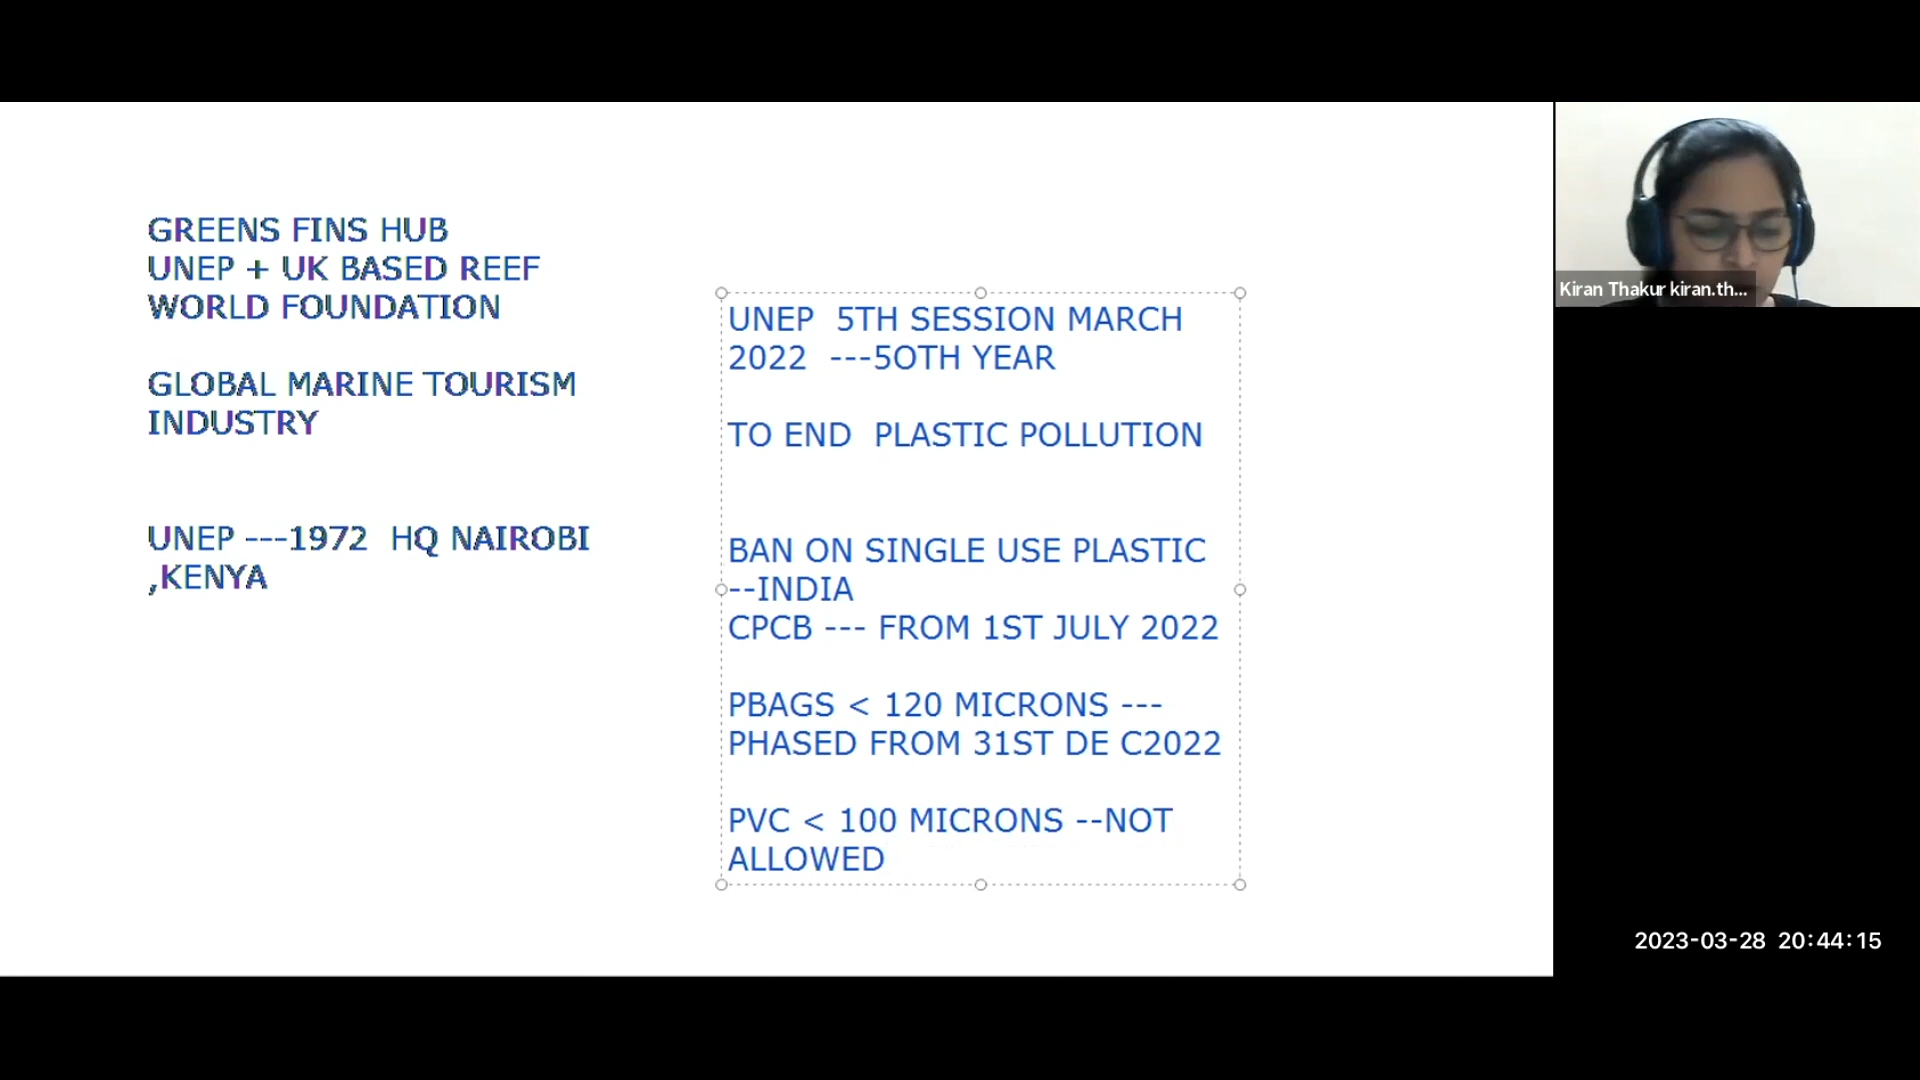 GREENS FINS HUB
UNEP + UK BASED REEF
WORLD FOUNDATION
GLOBAL MARINE TOURISM
INDUSTRY
UNEP ---1972 HQ NAIROBI
,KENYA
UNEP 5TH SESSION MARCH
2022 ---5OTH YEAR
TO END PLASTIC POLLUTION
BAN ON SINGLE USE PLASTIC
--INDIA
CPCB --- FROM 1ST JULY 2022
PBAGS < 120 MICRONS ---
PHASED FROM 31ST DE C2022
PVC < 100 MICRONS --NOT
ALLOWED
Kiran Thakur kiran.th...
2023-03-28 20:44:15